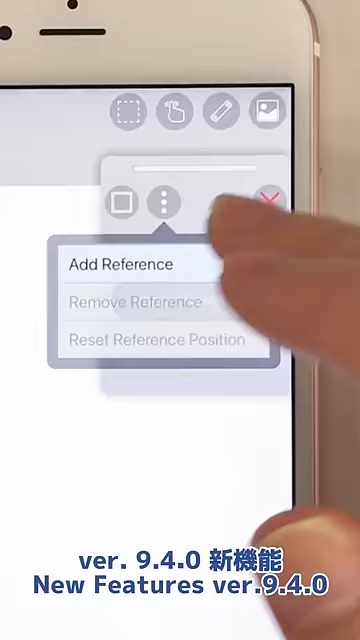 Add Reference
Remove Reference
Reset Reference Position
ver. 9.4.0 新機能
New Features ver.9.4.0